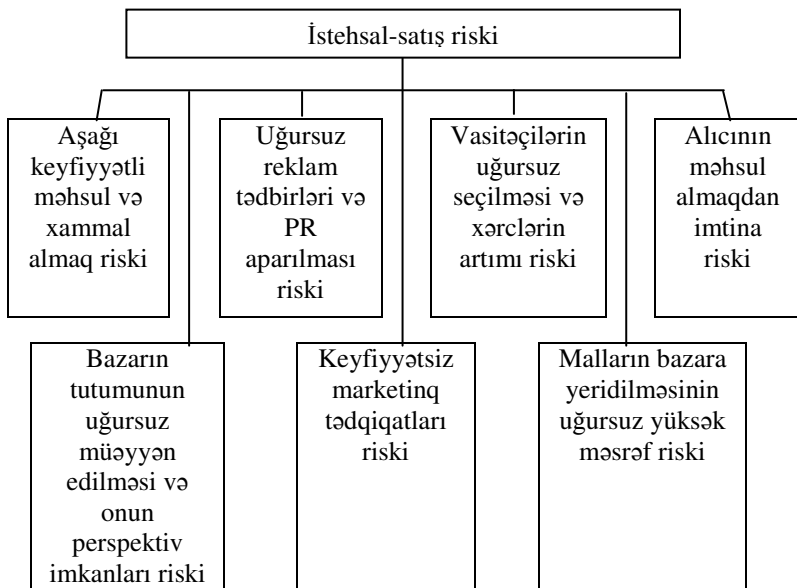 İstehsal-satış riski
Aşağı
keyfiyyətli
məhsul və
xammal
almaq riski
Uğursuz
reklam
tədbirləri və
PR
aparılması
riski
Vasitəçilərin
uğursuz
seçilməsi və
xərclərin
artımı riski
Alıcının
məhsul
almaqdan
imtina
riski
Bazarın
tutumunun
uğursuz
müəyyən
edilməsi və
onun
perspektiv
imkanları riski
Keyfiyyətsiz
marketinq
tədqiqatları
riski
Malların bazara
yeridilməsinin
uğursuz yüksək
məsrəf riski